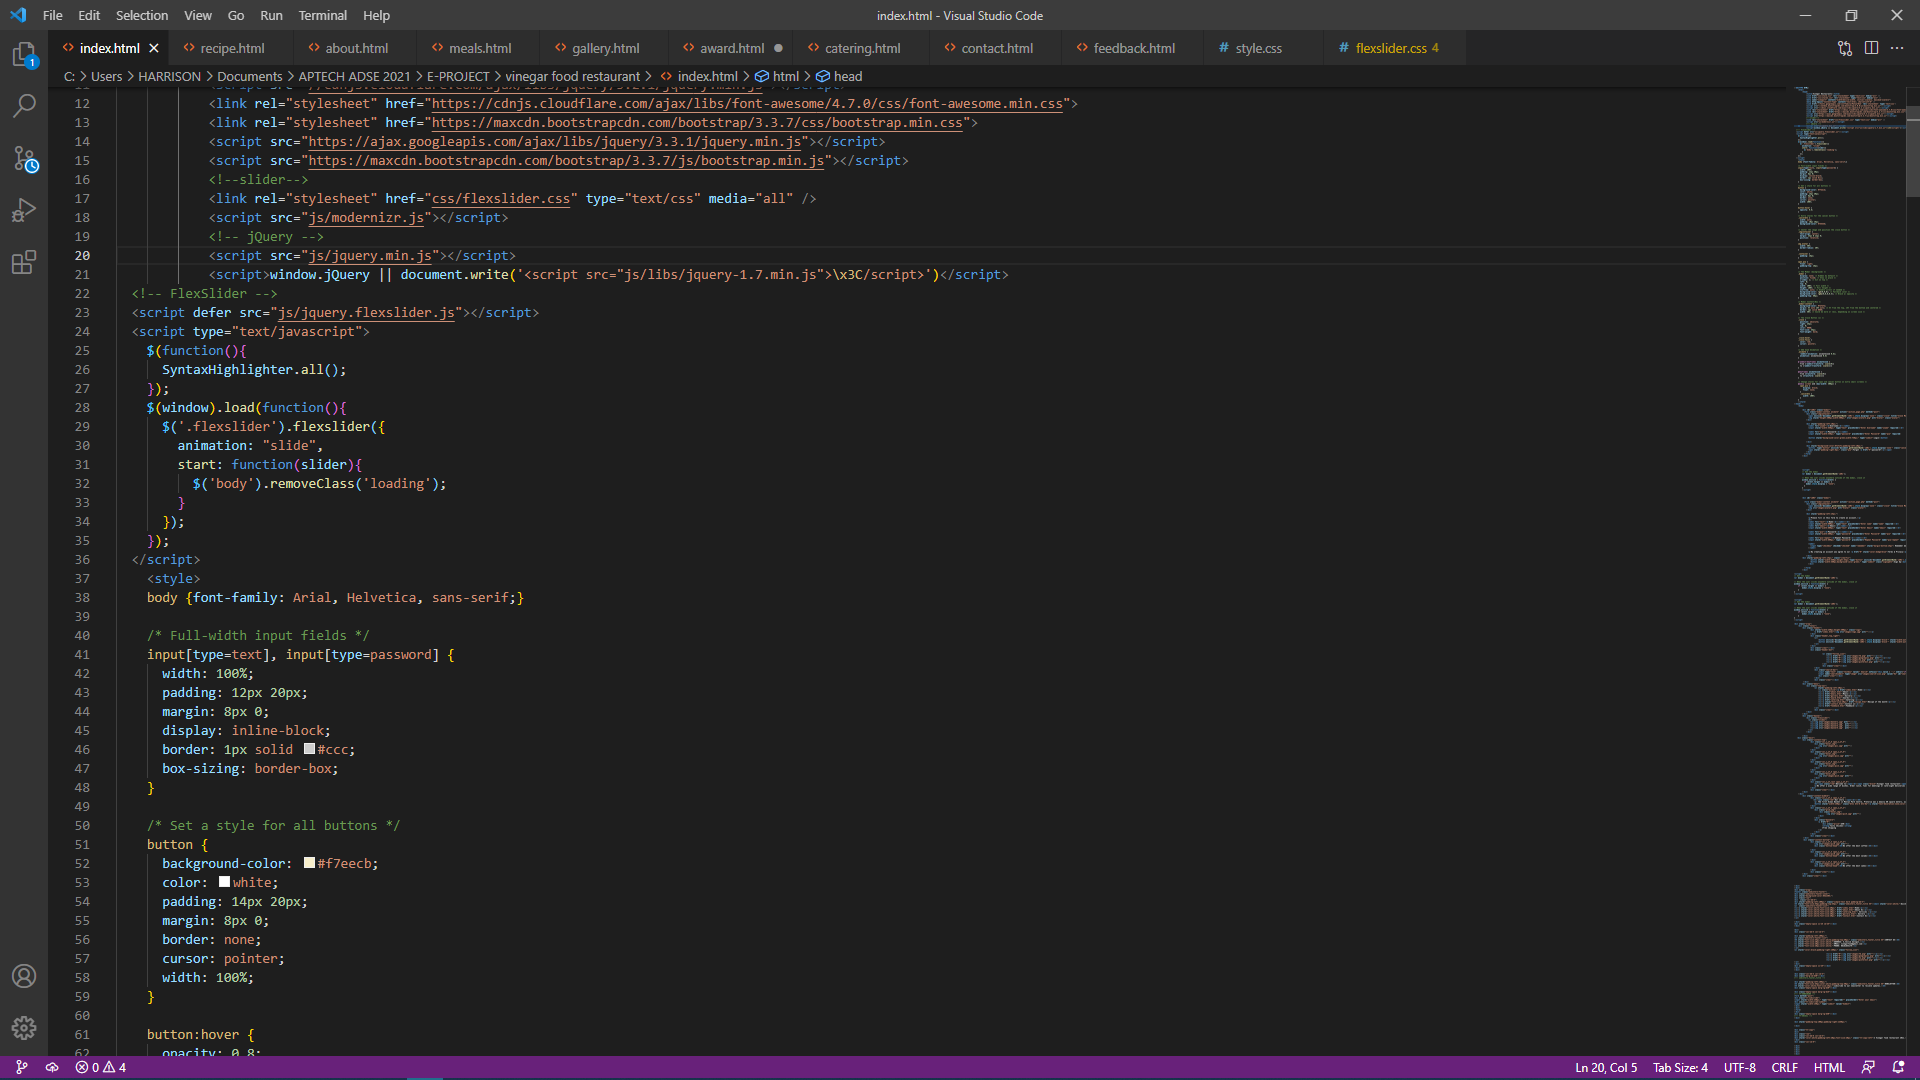 File Edit Selection View Go Run Terminal Help
index.html - Visual Studio Code
index.html recipe.html about.html meals.html gallery.html award.html catering.html contact.html feedback.html # style.css # flexslider.css 4
C: > Users > HARRISON > Documents > APTECH ADSE 2021 > E-PROJECT > vinegar food restaurant > index.html > html > head
12 <link rel="stylesheet" href="https://cdnjs.cloudflare.com/ajax/libs/font-awesome/4.7.0/css/font-awesome.min.css">
13 <link rel="stylesheet" href="https://maxcdn.bootstrapcdn.com/bootstrap/3.3.7/css/bootstrap.min.css">
14 <script src="https://ajax.googleapis.com/ajax/libs/jquery/3.3.1/jquery.min.js"></script>
15 <script src="https://maxcdn.bootstrapcdn.com/bootstrap/3.3.7/js/bootstrap.min.js"></script>
16 <!--slider-->
17 <link rel="stylesheet" href="css/flexslider.css" type="text/css" media="all" />
18 <script src="js/modernizr.js"></script>
19 <!-- jQuery -->
20 <script src="js/jquery.min.js"></script>
21 <script>window.jQuery || document.write('<script src="js/libs/jquery-1.7.min.js">\x3C/script>')</script>
22 <!-- FlexSlider -->
23 <script defer src="js/jquery.flexslider.js"></script>
24 <script type="text/javascript">
25 $(function(){
26 SyntaxHighlighter.all();
27 });
28 $(window).load(function(){
29 $('.flexslider').flexslider({
30 animation: "slide",
31 start: function(slider){
32 $('body').removeClass('loading');
33 }
34 });
35 });
36 </script>
37 <style>
38 body {font-family: Arial, Helvetica, sans-serif;}
39
40 /* Full-width input fields */
41 input[type=text], input[type=password] {
42 width: 100%;
43 padding: 12px 20px;
44 margin: 8px 0;
45 display: inline-block;
46 border: 1px solid #ccc;
47 box-sizing: border-box;
48 }
49
50 /* Set a style for all buttons */
51 button {
52 background-color: #f7eecb;
53 color: white;
54 padding: 14px 20px;
55 margin: 8px 0;
56 border: none;
57 cursor: pointer;
58 width: 100%;
59 }
60
61 button:hover {
62 opacity: 0.8;
0 4 Ln 20, Col 5 Tab Size: 4 UTF-8 CRLF HTML